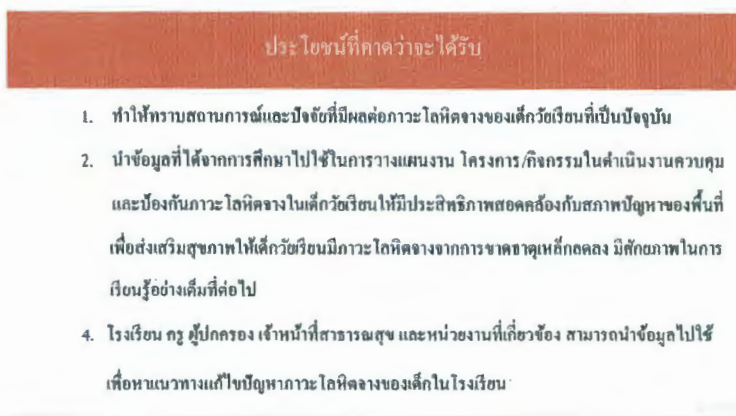 ประโยชน์ที่คาดว่าจะได้รับ
1. ทำให้ทราบสถานการณ์และปัจจัยที่มีผลต่อภาวะโลหิตจางของเด็กวัยเรียนที่เป็นปัจจุบัน
2. นำข้อมูลที่ได้จากการศึกษาไปใช้ในการวางแผนงาน โครงการ/กิจกรรมในดำเนินงานควบคุม
และป้องกันภาวะโลหิตจางในเด็กวัยเรียนให้มีประสิทธิภาพสอดคล้องกับสภาพปัญหาของพื้นที่
เพื่อส่งเสริมสุขภาพให้เด็กวัยเรียนมีภาวะโลหิตจางจากการขาดธาตุเหล็กลดลง มีศักยภาพในการ
เรียนรู้อย่างเต็มที่ต่อไป
4. โรงเรียน ครู ผู้ปกครอง เจ้าหน้าที่สาธารณสุข และหน่วยงานที่เกี่ยวข้อง สามารถนำข้อมูลไปใช้
เพื่อหาแนวทางแก้ไขปัญหาภาวะโลหิตจางของเด็กในโรงเรียน